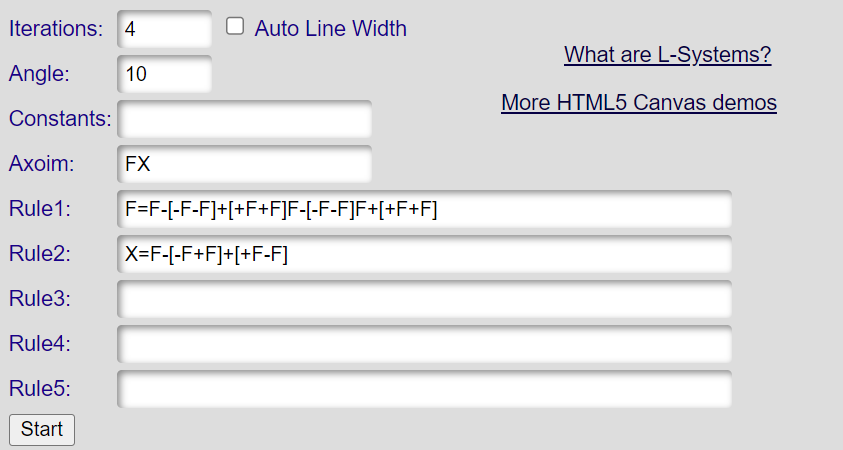 Iterations: 4 Auto Line Width
What are L-Systems?
Angle: 10
More HTML5 Canvas demos
Constants:
Axoim: FX
Rule1: F=F-[-F-F]+[+F+F]F-[-F-F]F+[+F+F]
Rule2: X=F-[-F+F]+[+F-F]
Rule3:
Rule4:
Rule5:
Start